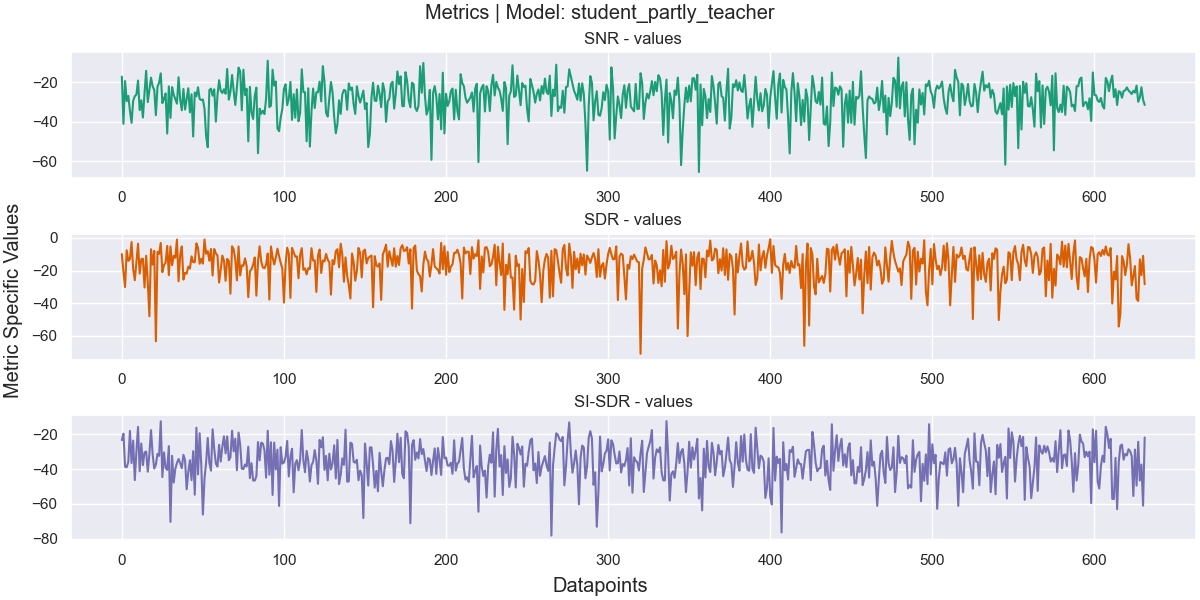 Metrics | Model: student_partly_teacher
SNR - values
−20
−40
−60
0 100 200 300 400 500 600
SDR - values
0
−20
−40
−60
0 100 200 300 400 500 600
SI-SDR - values
−20
−40
−60
−80
0 100 200 300 400 500 600
Metric Specific Values
Datapoints